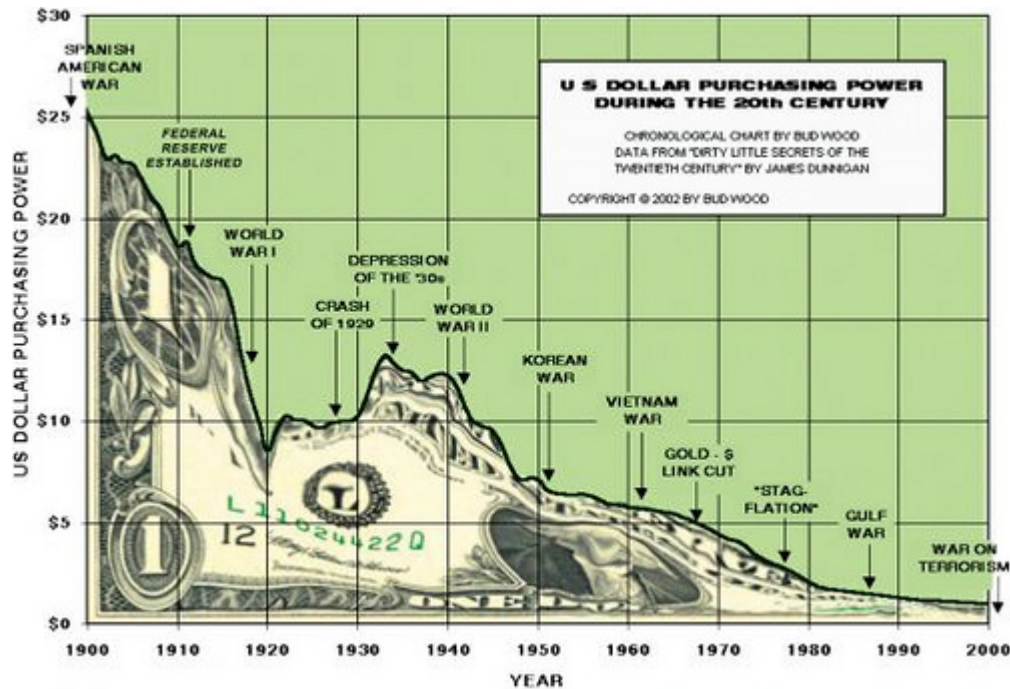 $30
SPANISH
AMERICAN
WAR
U S DOLLAR PURCHASING POWER
DURING THE 20th CENTURY
CHRONOLOGICAL CHART BY BUD WOOD
DATA FROM "DIRTY LITTLE SECRETS OF THE
TWENTIETH CENTURY" BY JAMES DUNNIGAN
COPYRIGHT © 2002 BY BUD WOOD
$25
FEDERAL
RESERVE
ESTABLISHED
$20
WORLD
WAR I
DEPRESSION
OF THE '30s
CRASH
OF 1929
WORLD
WAR II
$15
KOREAN
WAR
VIETNAM
WAR
$10
GOLD - $
LINK CUT
"STAG-
FLATION"
GULF
WAR
WAR ON
TERRORISM
$5
$0
US DOLLAR PURCHASING POWER
1
L
L11024422Q
12
1
1900 1910 1920 1930 1940 1950 1960 1970 1980 1990 2000
YEAR